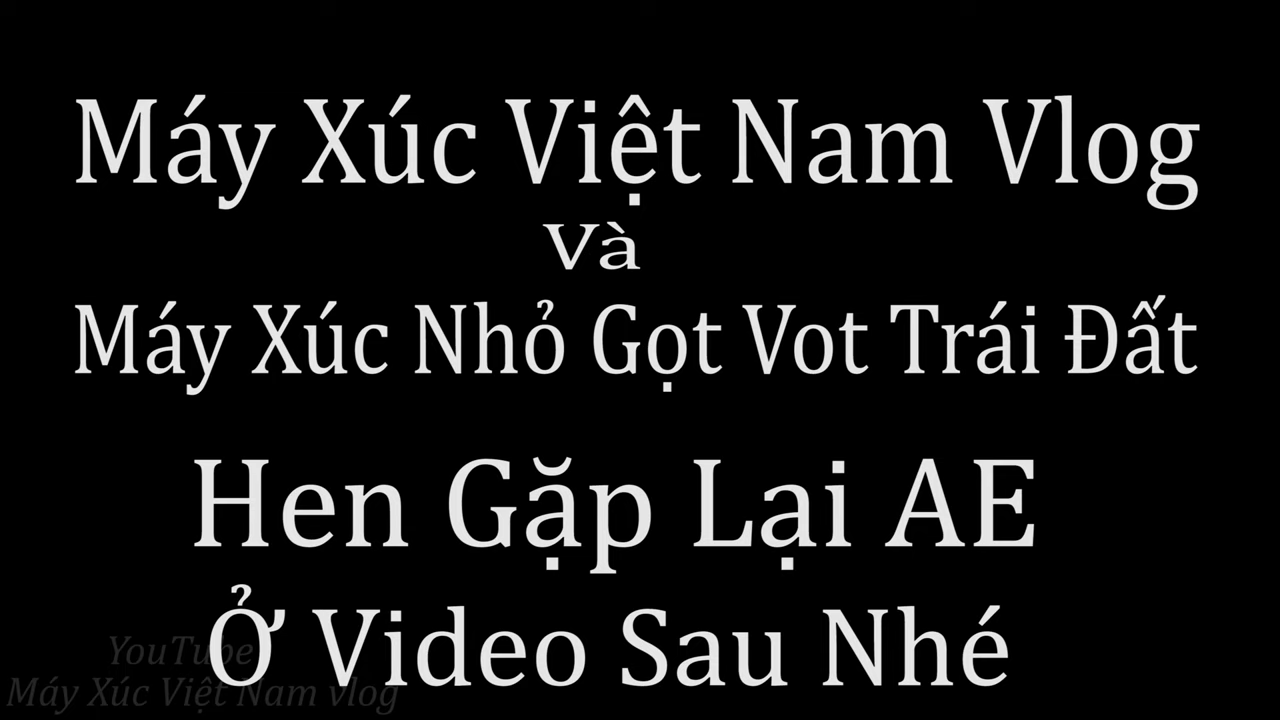 Máy Xúc Việt Nam Vlog
Và
Máy Xúc Nhỏ Gọt Vot Trái Đất
Hen Gặp Lại AE
Ở Video Sau Nhé
YouTube
Máy Xúc Việt Nam vlog